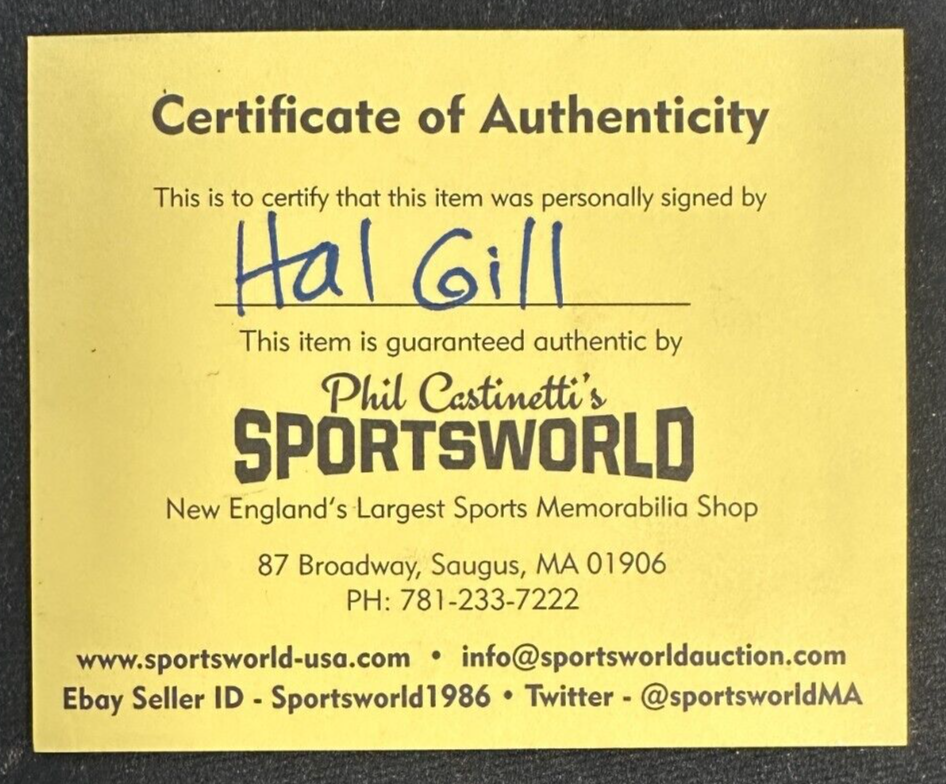 Certificate of Authenticity
This is to certify that this item was personally signed by
Hal Gill
This item is guaranteed authentic by
Phil Castinetti's
SPORTSWORLD
New England's Largest Sports Memorabilia Shop
87 Broadway, Saugus, MA 01906
PH: 781-233-7222
www.sportsworld-usa.com • info@sportsworldauction.com
Ebay Seller ID - Sportsworld1986 • Twitter - @sportsworldMA